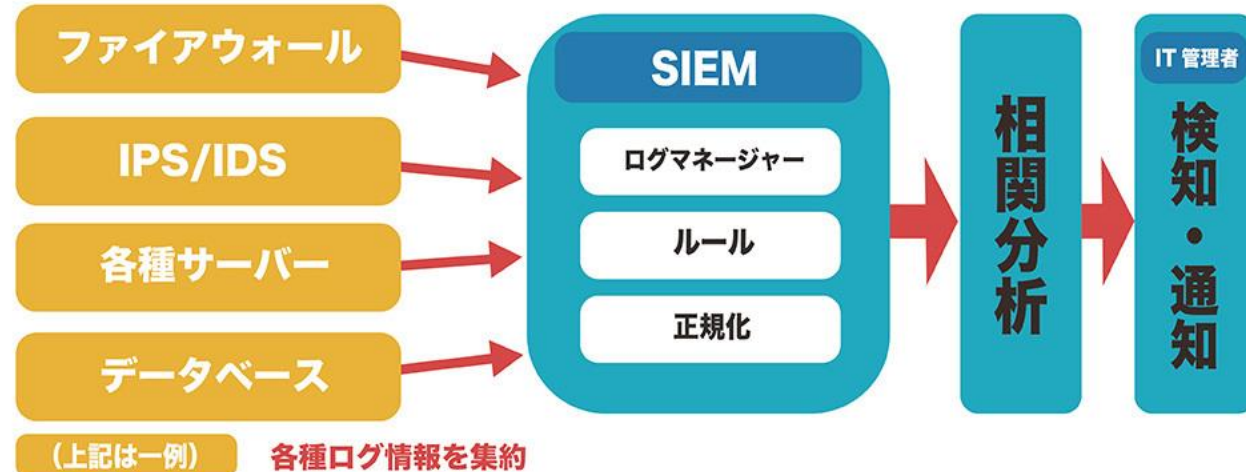 ファイアウォール
IPS/IDS
各種サーバー
データベース
(上記は一例)
各種ログ情報を集約
SIEM
ログマネージャー
ルール
正規化
相関分析
IT 管理者
検知・通知